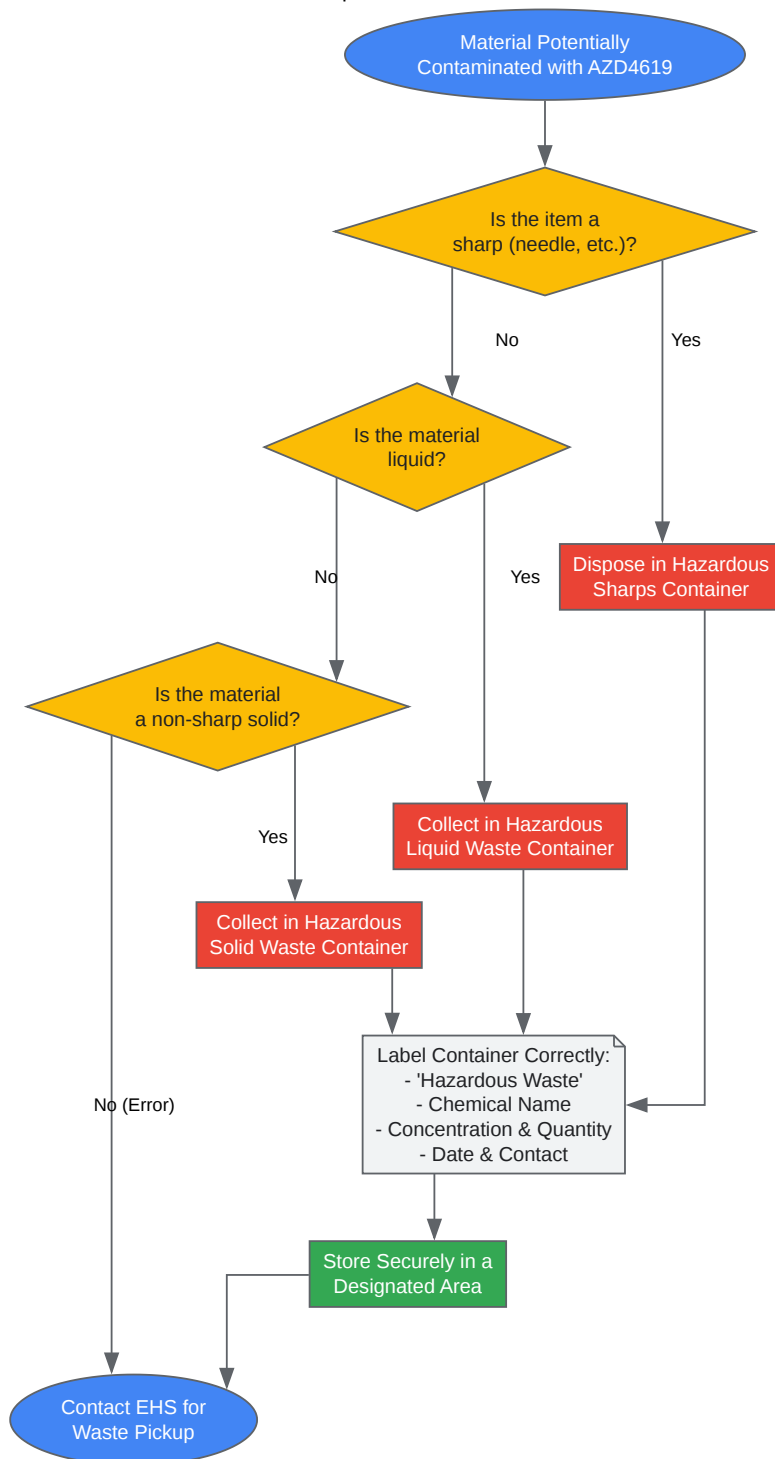 Material Potentially
Contaminated with AZD4619
Is the item a
sharp (needle, etc.)?
No
Yes
Is the material
liquid?
No
Yes
Dispose in Hazardous
Sharps Container
Is the material
a non-sharp solid?
Yes
Collect in Hazardous
Liquid Waste Container
Collect in Hazardous
Solid Waste Container
No (Error)
Label Container Correctly:
- 'Hazardous Waste'
- Chemical Name
- Concentration & Quantity
- Date & Contact
Store Securely in a
Designated Area
Contact EHS for
Waste Pickup